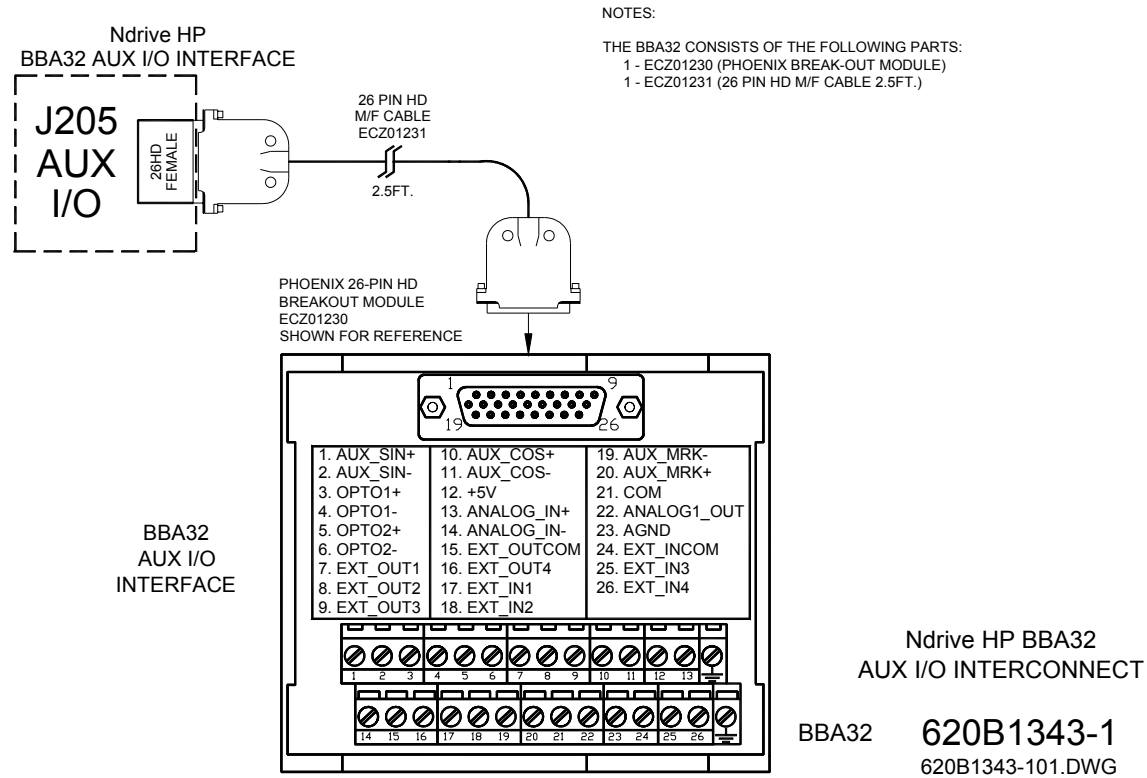 NOTES:
THE BBA32 CONSISTS OF THE FOLLOWING PARTS:
1 - ECZ01230 (PHOENIX BREAK-OUT MODULE)
1 - ECZ01231 (26 PIN HD M/F CABLE 2.5FT.)
Ndrive HP
BBA32 AUX I/O INTERFACE
J205
AUX
I/O
26HD
FEMALE
26 PIN HD
M/F CABLE
ECZ01231
2.5FT.
PHOENIX 26-PIN HD
BREAKOUT MODULE
ECZ01230
SHOWN FOR REFERENCE
1 9
19 26
1. AUX_SIN+
2. AUX_SIN-
3. OPTO1+
4. OPTO1-
5. OPTO2+
6. OPTO2-
7. EXT_OUT1
8. EXT_OUT2
9. EXT_OUT3
10. AUX_COS+
11. AUX_COS-
12. +5V
13. ANALOG_IN+
14. ANALOG_IN-
15. EXT_OUTCOM
16. EXT_OUT4
17. EXT_IN1
18. EXT_IN2
19. AUX_MRK-
20. AUX_MRK+
21. COM
22. ANALOG1_OUT
23. AGND
24. EXT_INCOM
25. EXT_IN3
26. EXT_IN4
BBA32
AUX I/O
INTERFACE
1 2 3 4 5 6 7 8 9 10 11 12 13
14 15 16 17 18 19 20 21 22 23 24 25 26
Ndrive HP BBA32
AUX I/O INTERCONNECT
BBA32 620B1343-1
620B1343-101.DWG